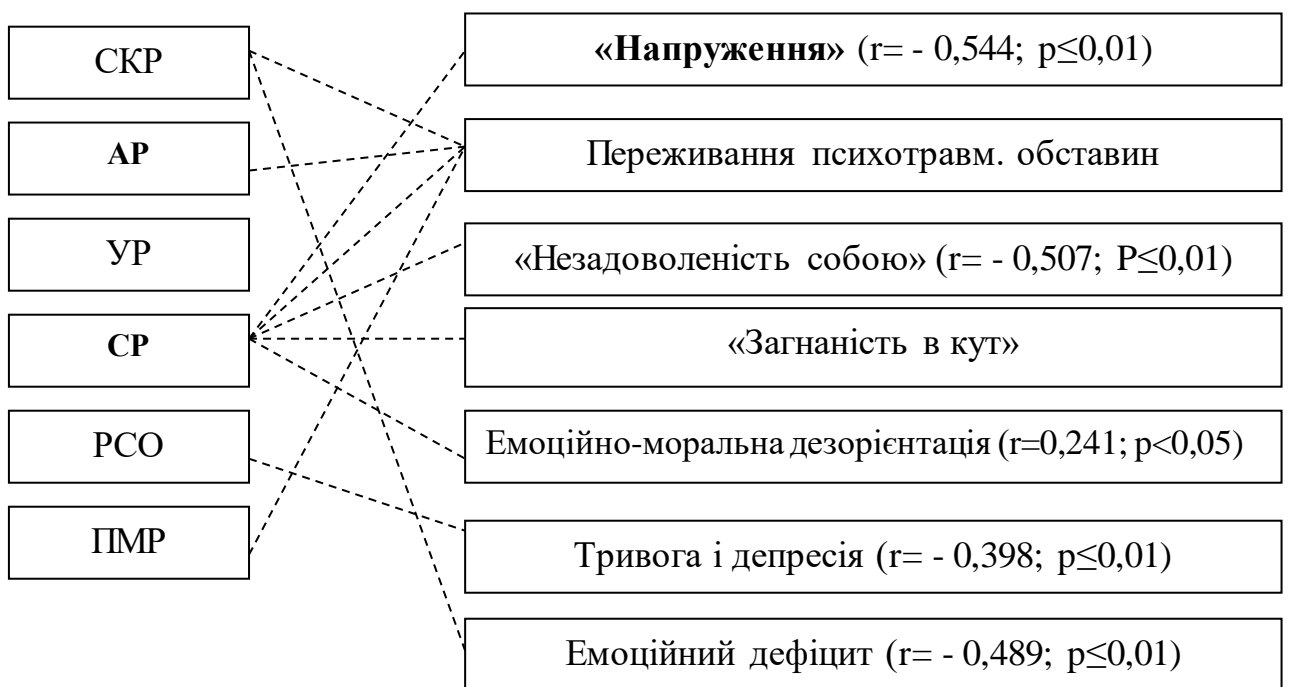 СКР
АР
УР
СР
РСО
ПМР
«Напруження» (r= - 0,544; p≤0,01)
Переживання психотравм. обставин
«Незадоволеність собою» (r= - 0,507; P≤0,01)
«Загнаність в кут»
Емоційно-моральна дезорієнтація (r=0,241; p<0,05)
Тривога і депресія (r= - 0,398; p≤0,01)
Емоційний дефіцит (r= - 0,489; p≤0,01)